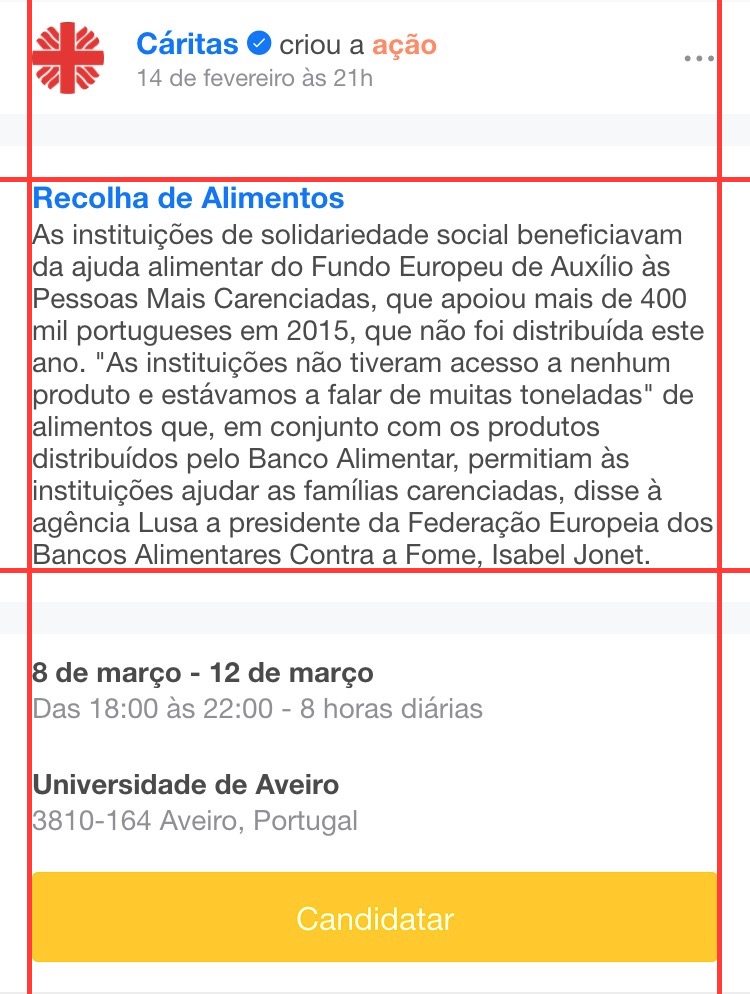 Cáritas criou a ação
14 de fevereiro às 21h
Recolha de Alimentos
As instituições de solidariedade social beneficiavam
da ajuda alimentar do Fundo Europeu de Auxílio às
Pessoas Mais Carenciadas, que apoiou mais de 400
mil portugueses em 2015, que não foi distribuída este
ano. "As instituições não tiveram acesso a nenhum
produto e estávamos a falar de muitas toneladas" de
alimentos que, em conjunto com os produtos
distribuídos pelo Banco Alimentar, permitiam às
instituições ajudar as famílias carenciadas, disse à
agência Lusa a presidente da Federação Europeia dos
Bancos Alimentares Contra a Fome, Isabel Jonet.
8 de março - 12 de março
Das 18:00 às 22:00 - 8 horas diárias
Universidade de Aveiro
3810-164 Aveiro, Portugal
Candidatar